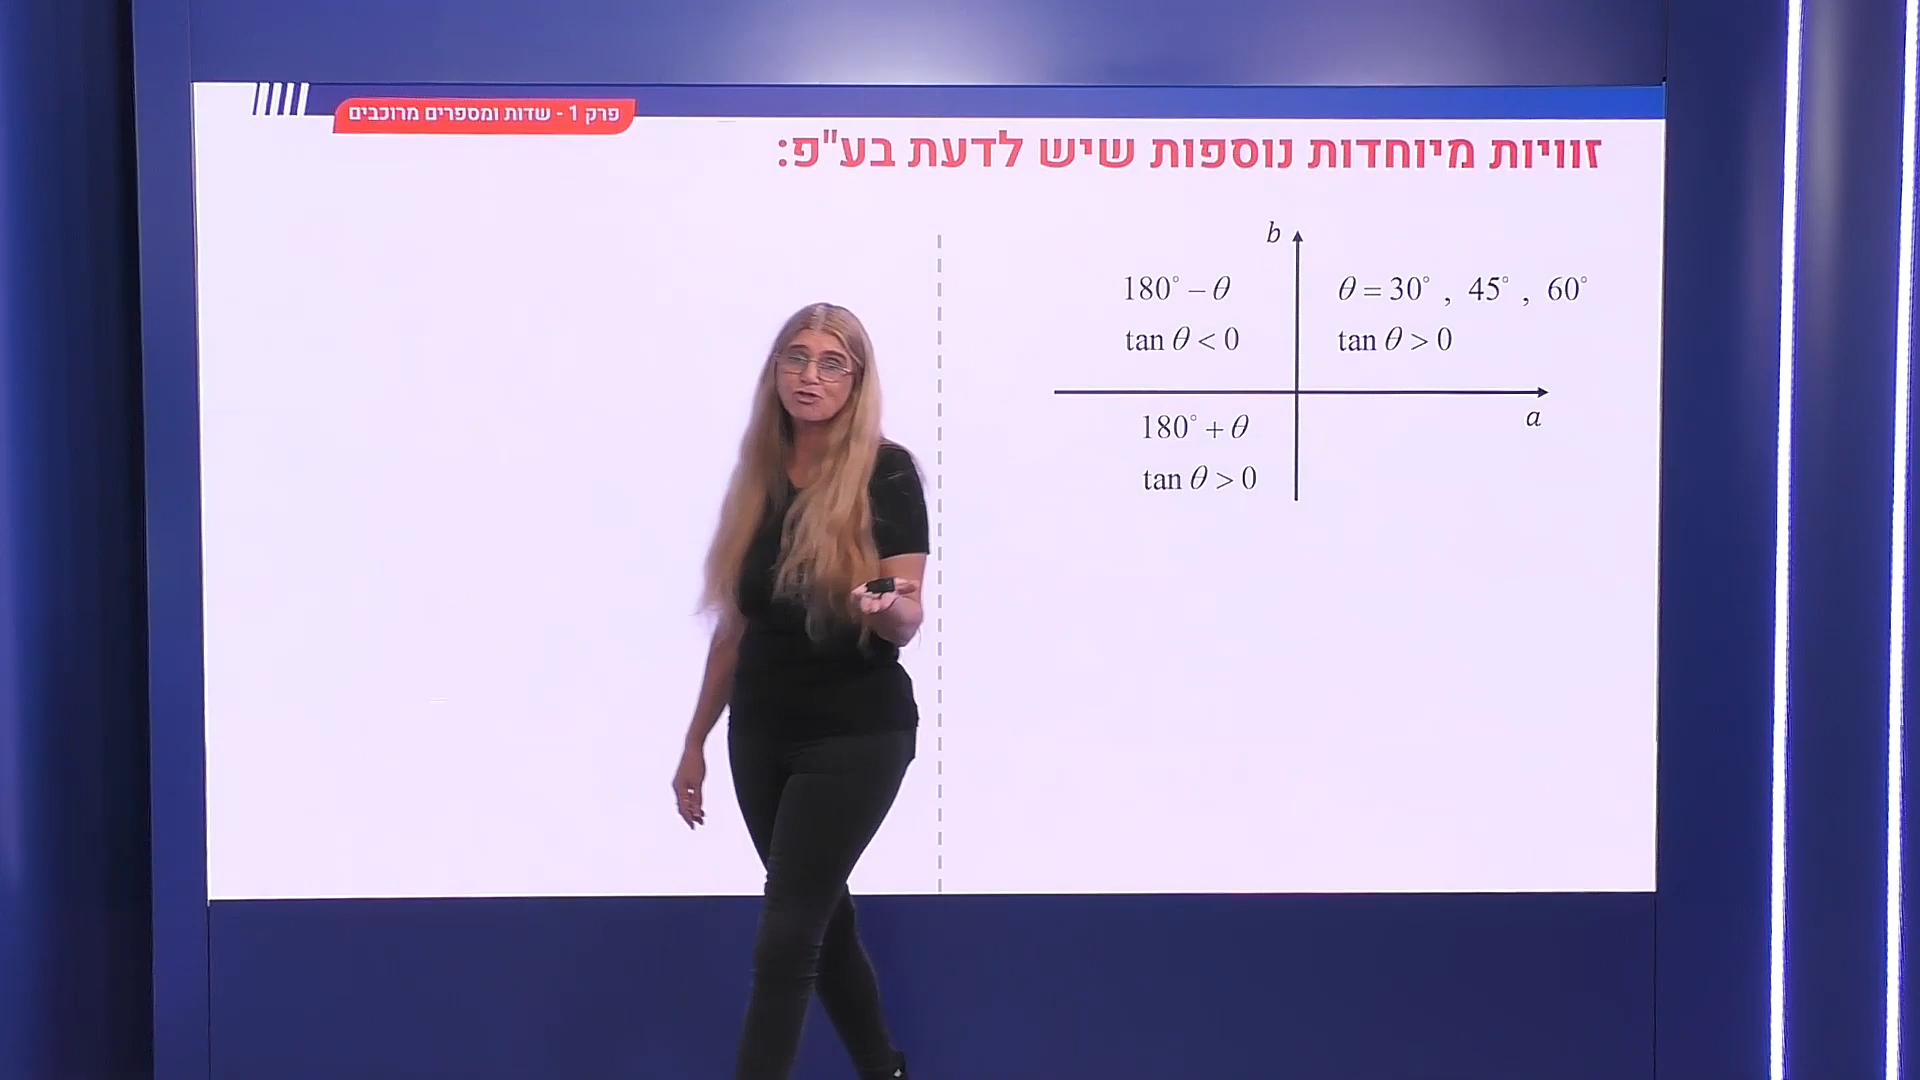 פרק 1 - שדות ומספרים מרוכבים
זוויות מיוחדות נוספות שיש לדעת בע"פ:
b
θ = 30° , 45° , 60°
tan θ > 0
180° − θ
tan θ < 0
a
180° + θ
tan θ > 0